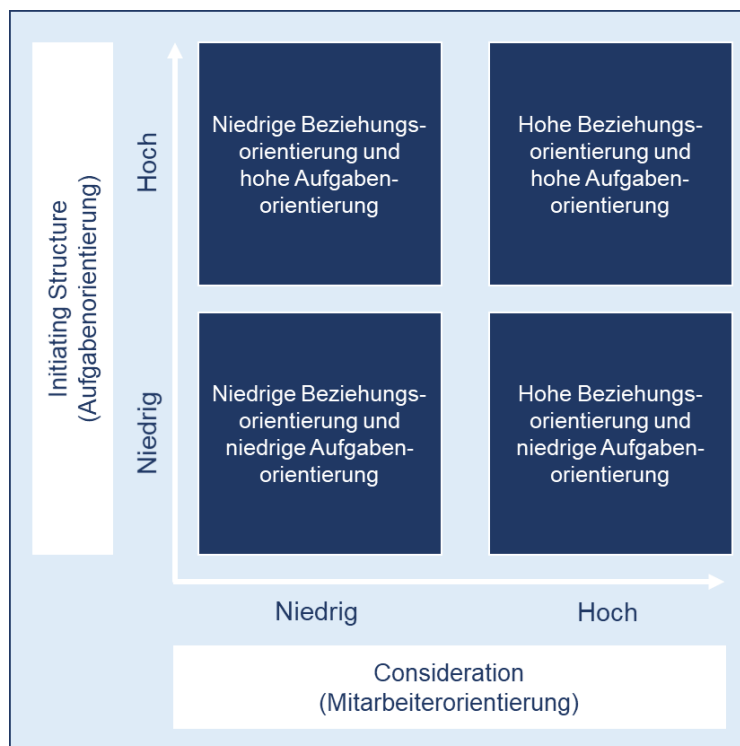 Initiating Structure
(Aufgabenorientierung)
Hoch
Niedrig
Niedrige Beziehungs-
orientierung und
hohe Aufgaben-
orientierung
Hohe Beziehungs-
orientierung und
hohe Aufgaben-
orientierung
Niedrige Beziehungs-
orientierung und
niedrige Aufgaben-
orientierung
Hohe Beziehungs-
orientierung und
niedrige Aufgaben-
orientierung
Niedrig
Hoch
Consideration
(Mitarbeiterorientierung)